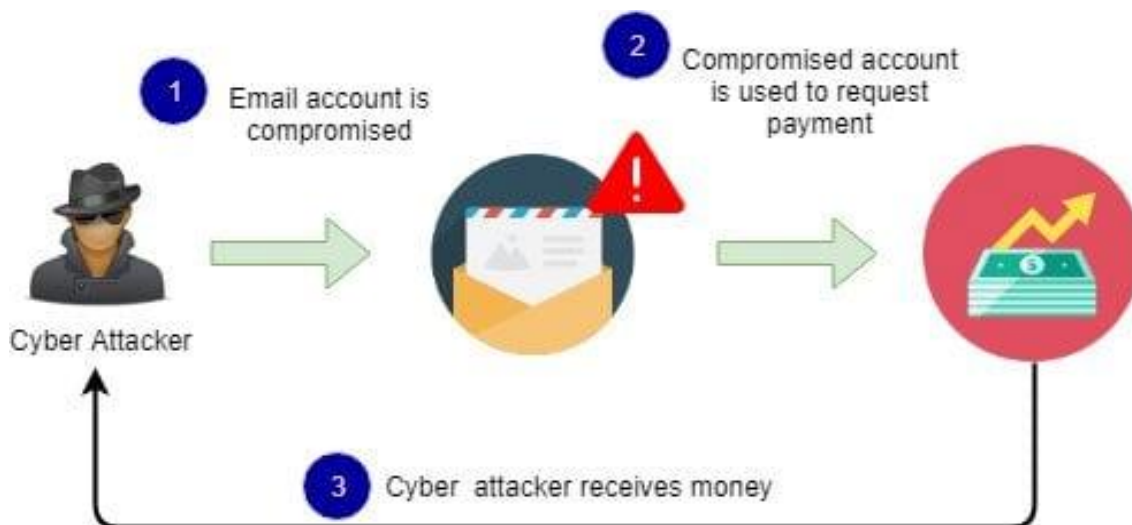 1
Email account is
compromised
2
Compromised account
is used to request
payment
!
$
Cyber Attacker
3
Cyber attacker receives money